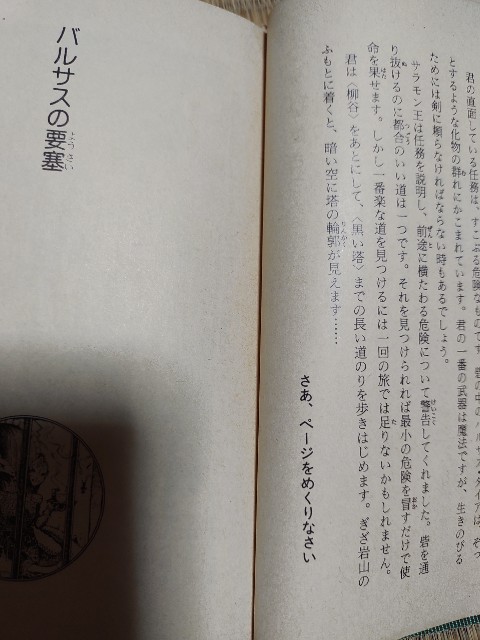 君の直面している任務は、すこぶる危険なものです。砦の中のバルサス・ダイアは、ぞっ
とするような化物の群れにかこまれています。君の一番の武器は魔法ですが、生きのびる
ためには剣に頼らなければならない時もあるでしょう。
サラモン王は任務を説明し、前途に横たわる危険について警告してくれました。砦を通
り抜けるのに都合のいい道は一つです。それを見つけられれば最小の危険を冒すだけで使
命を果せます。しかし一番楽な道を見つけるには一回の旅では足りないかもしれません。
君は〈柳谷〉をあとにして、〈黒い塔〉までの長い道のりを歩きはじめます。ぎざ岩山の
ふもとに着くと、暗い空に塔の輪郭が見えます……
さあ、ページをめくりなさい
バルサスの要塞